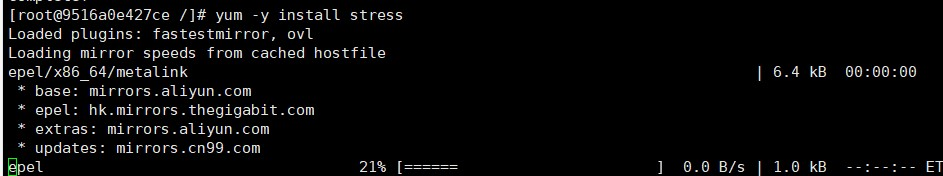 [root@9516a0e427ce /]# yum -y install stress
Loaded plugins: fastestmirror, ovl
Loading mirror speeds from cached hostfile
epel/x86_64/metalink | 6.4 kB 00:00:00
* base: mirrors.aliyun.com
* epel: hk.mirrors.thegigabit.com
* extras: mirrors.aliyun.com
* updates: mirrors.cn99.com
epel 21% [====== ] 0.0 B/s | 1.0 kB --:--:-- ET